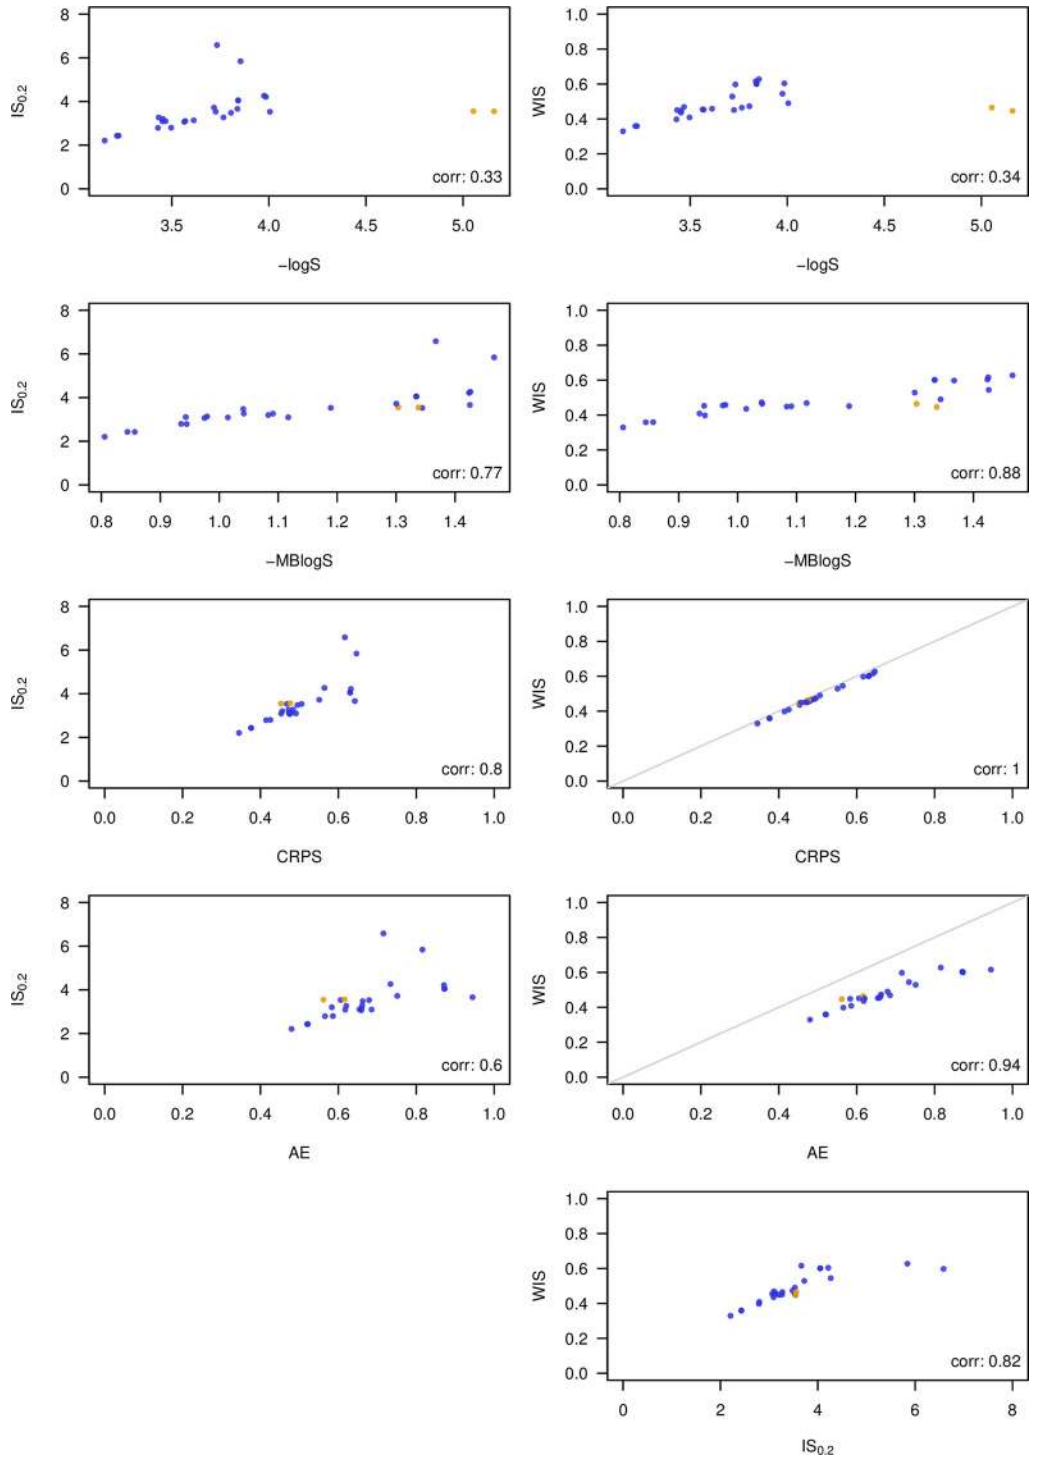 8
6
4
2
0
IS0.2
corr: 0.33
3.5 4.0 4.5 5.0
−logS
1.0
0.8
0.6
0.4
0.2
0.0
WIS
corr: 0.34
3.5 4.0 4.5 5.0
−logS
8
6
4
2
0
IS0.2
corr: 0.77
0.8 0.9 1.0 1.1 1.2 1.3 1.4
−MBlogS
1.0
0.8
0.6
0.4
0.2
0.0
WIS
corr: 0.88
0.8 0.9 1.0 1.1 1.2 1.3 1.4
−MBlogS
8
6
4
2
0
IS0.2
corr: 0.8
0.0 0.2 0.4 0.6 0.8 1.0
CRPS
1.0
0.8
0.6
0.4
0.2
0.0
WIS
corr: 1
0.0 0.2 0.4 0.6 0.8 1.0
CRPS
8
6
4
2
0
IS0.2
corr: 0.6
0.0 0.2 0.4 0.6 0.8 1.0
AE
1.0
0.8
0.6
0.4
0.2
0.0
WIS
corr: 0.94
0.0 0.2 0.4 0.6 0.8 1.0
AE
1.0
0.8
0.6
0.4
0.2
0.0
WIS
corr: 0.82
0 2 4 6 8
IS0.2